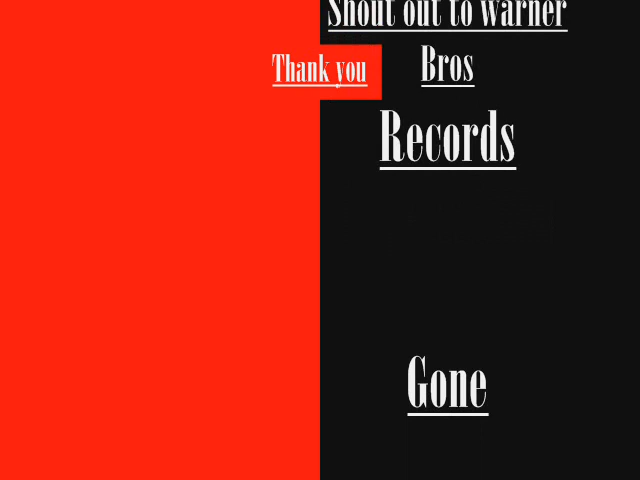 Shout out to warner
Thank you
Bros
Records
Gone